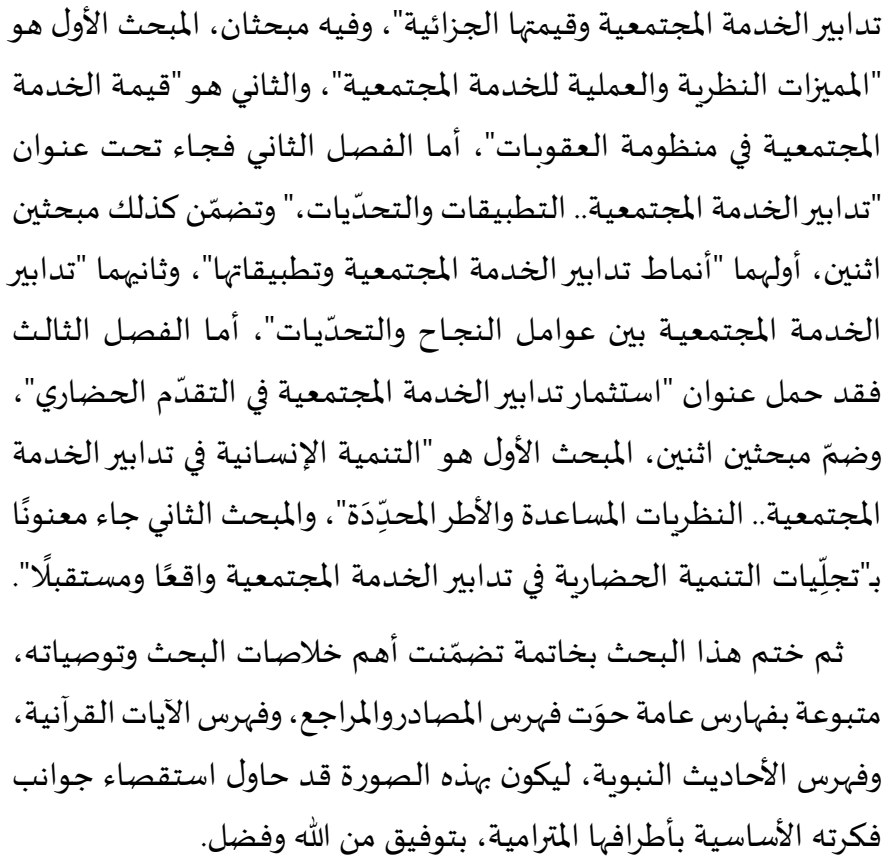 تدابير الخدمة المجتمعية وقيمتها الجزائية"، وفيه مبحثان، المبحث الأول هو
"المميزات النظرية والعملية للخدمة المجتمعية"، والثاني هو "قيمة الخدمة
المجتمعية في منظومة العقوبات"، أما الفصل الثاني فجاء تحت عنوان
"تدابير الخدمة المجتمعية.. التطبيقات والتحدّيات،" وتضمّن كذلك مبحثين
اثنين، أولهما "أنماط تدابير الخدمة المجتمعية وتطبيقاتها"، وثانيهما "تدابير
الخدمة المجتمعية بين عوامل النجاح والتحدّيات"، أما الفصل الثالث
فقد حمل عنوان "استثمار تدابير الخدمة المجتمعية في التقدّم الحضاري"،
وضمّ مبحثين اثنين، المبحث الأول هو "التنمية الإنسانية في تدابير الخدمة
المجتمعية.. النظريات المساعدة والأطر المحدِّدَة"، والمبحث الثاني جاء معنونًا
بـ"تجلِّيات التنمية الحضارية في تدابير الخدمة المجتمعية واقعًا ومستقبلًا".
ثم ختم هذا البحث بخاتمة تضمّنت أهم خلاصات البحث وتوصياته،
متبوعة بفهارس عامة حوَت فهرس المصادر والمراجع، وفهرس الآيات القرآنية،
وفهرس الأحاديث النبوية، ليكون بهذه الصورة قد حاول استقصاء جوانب
فكرته الأساسية بأطرافها المترامية، بتوفيق من الله وفضل.